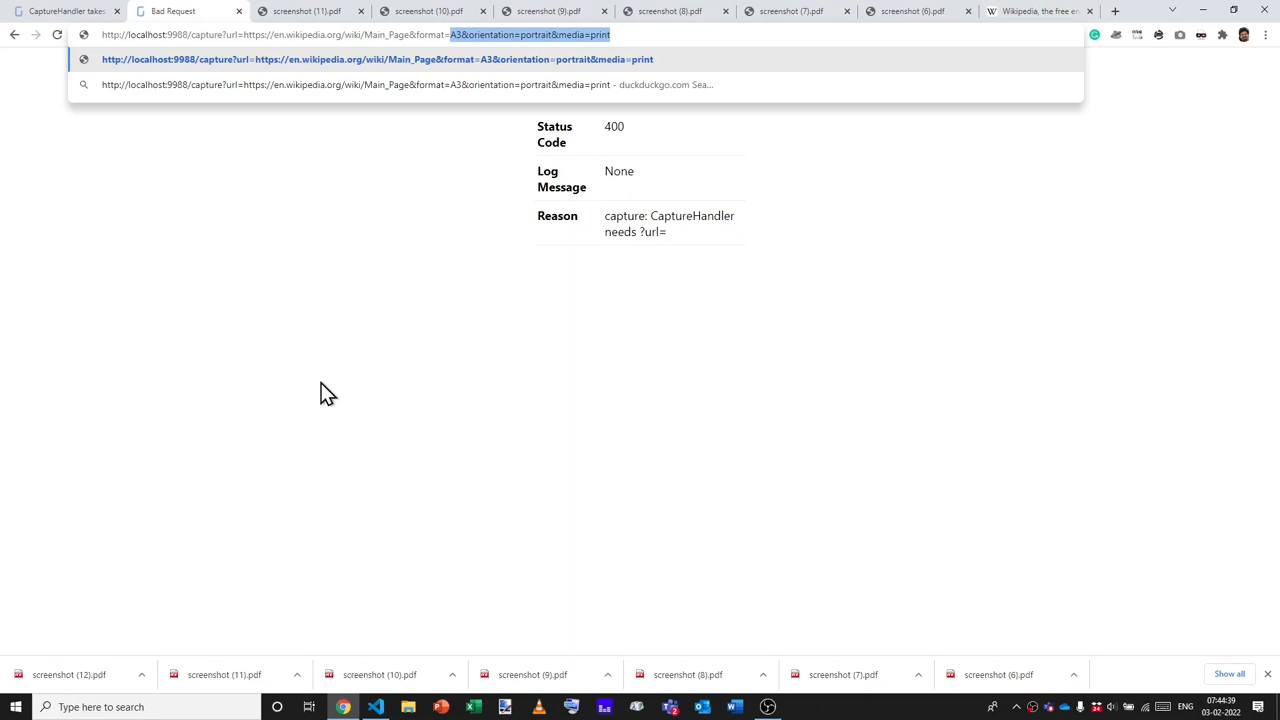 CaptureHandler takes
Bad Request
screenshot (11).pdf
screenshot (10).pdf
screenshot (9).pdf
screenshot (8).pdf
screenshot (7).pdf
screenshot (6).pdf
Wikipedia, the free en
http://localhost:9988/capture?url=https://en.wikipedia.org/wiki/Main_Page&format=A3&orientation=portrait&media=print
http://localhost:9988/capture?url=https://en.wikipedia.org/wiki/Main_Page&format=A3&orientation=portrait&media=print
http://localhost:9988/capture?url=https://en.wikipedia.org/wiki/Main_Page&format=A3&orientation=portrait&media=print - duckduckgo.com Sea...
Status Code 400
Log Message None
Reason capture: CaptureHandler
needs ?url=
screenshot (12).pdf
screenshot (11).pdf
screenshot (10).pdf
screenshot (9).pdf
screenshot (8).pdf
screenshot (7).pdf
screenshot (6).pdf
Show all
Type here to search
ENG
07:44:39
03-02-2022